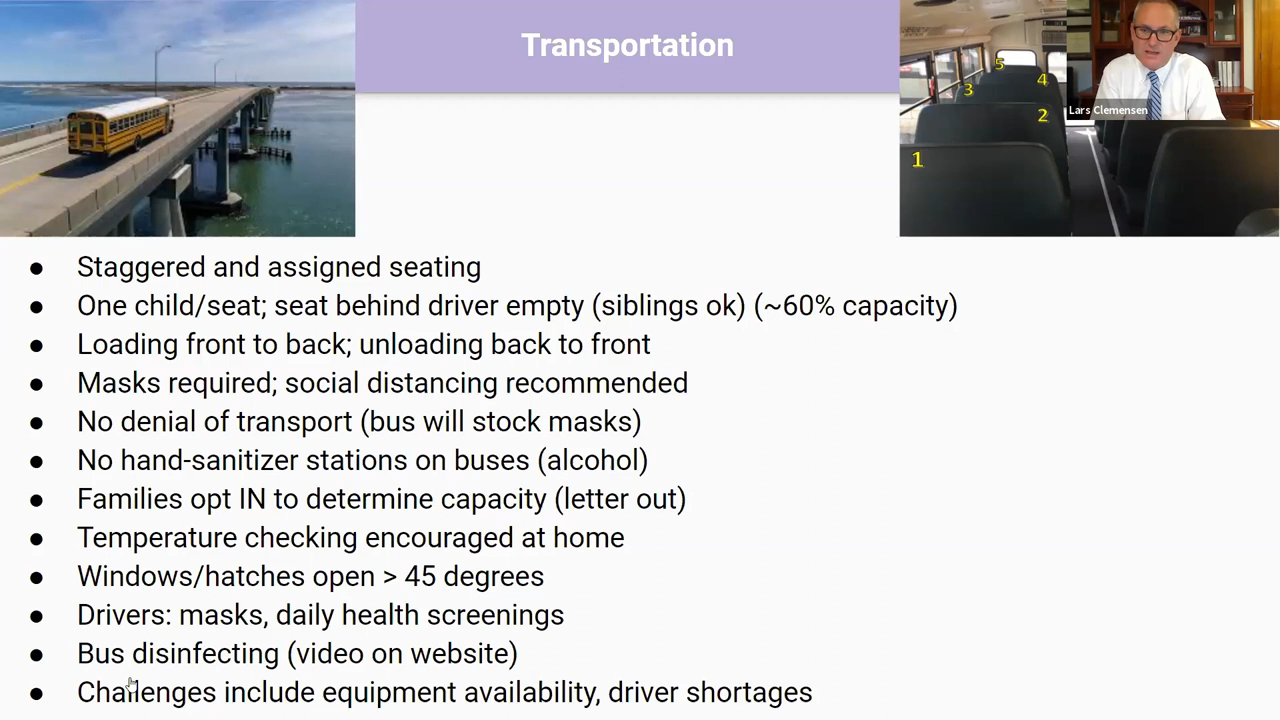 Transportation
5
4
3
2
1
Lars Clemensen
● Staggered and assigned seating
● One child/seat; seat behind driver empty (siblings ok) (~60% capacity)
● Loading front to back; unloading back to front
● Masks required; social distancing recommended
● No denial of transport (bus will stock masks)
● No hand-sanitizer stations on buses (alcohol)
● Families opt IN to determine capacity (letter out)
● Temperature checking encouraged at home
● Windows/hatches open > 45 degrees
● Drivers: masks, daily health screenings
● Bus disinfecting (video on website)
● Challenges include equipment availability, driver shortages